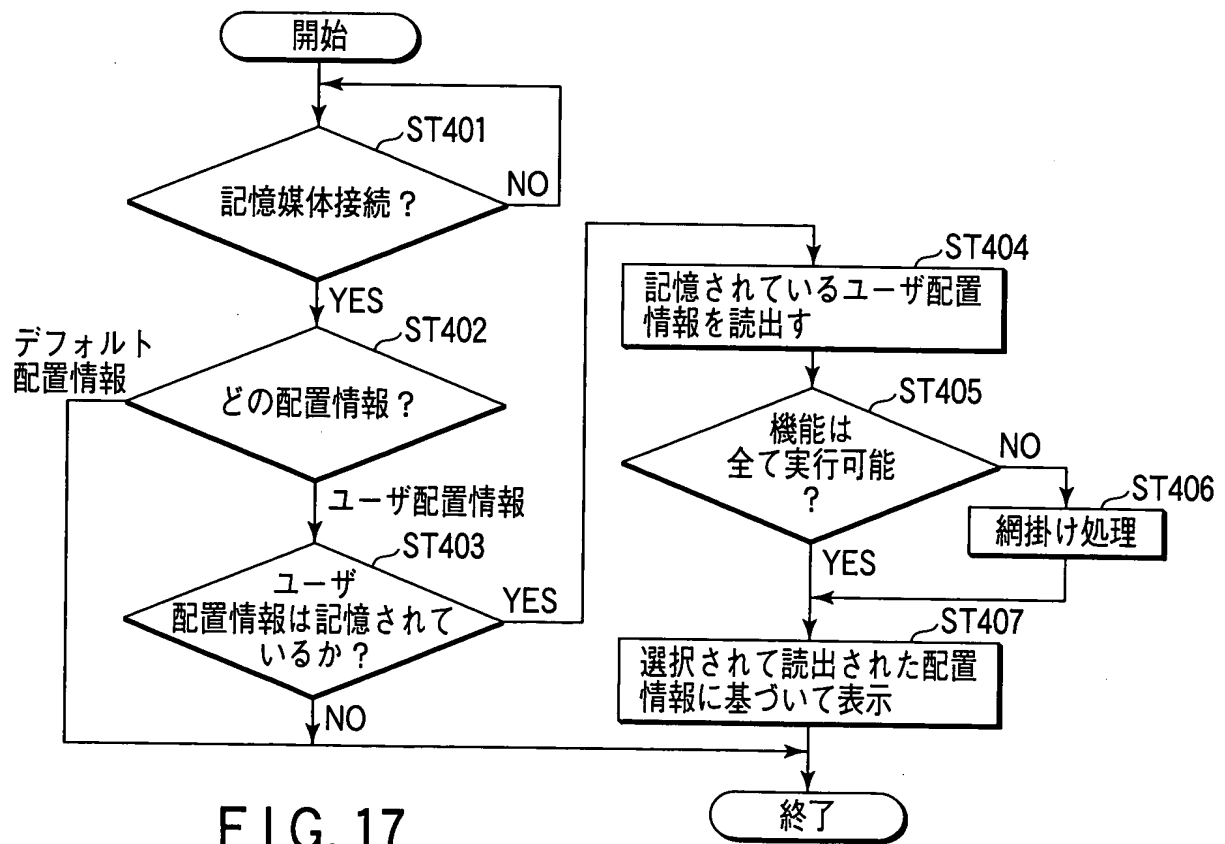 開始
ST401
記憶媒体接続?
NO
YES
ST402
デフォルト
配置情報
どの配置情報?
ユーザ配置情報
ST403
ユーザ
配置情報は記憶されて
いるか?
YES
NO
ST404
記憶されているユーザ配置
情報を読出す
ST405
機能は
全て実行可能
?
NO
ST406
網掛け処理
YES
ST407
選択されて読出された配置
情報に基づいて表示
終了
FIG. 17